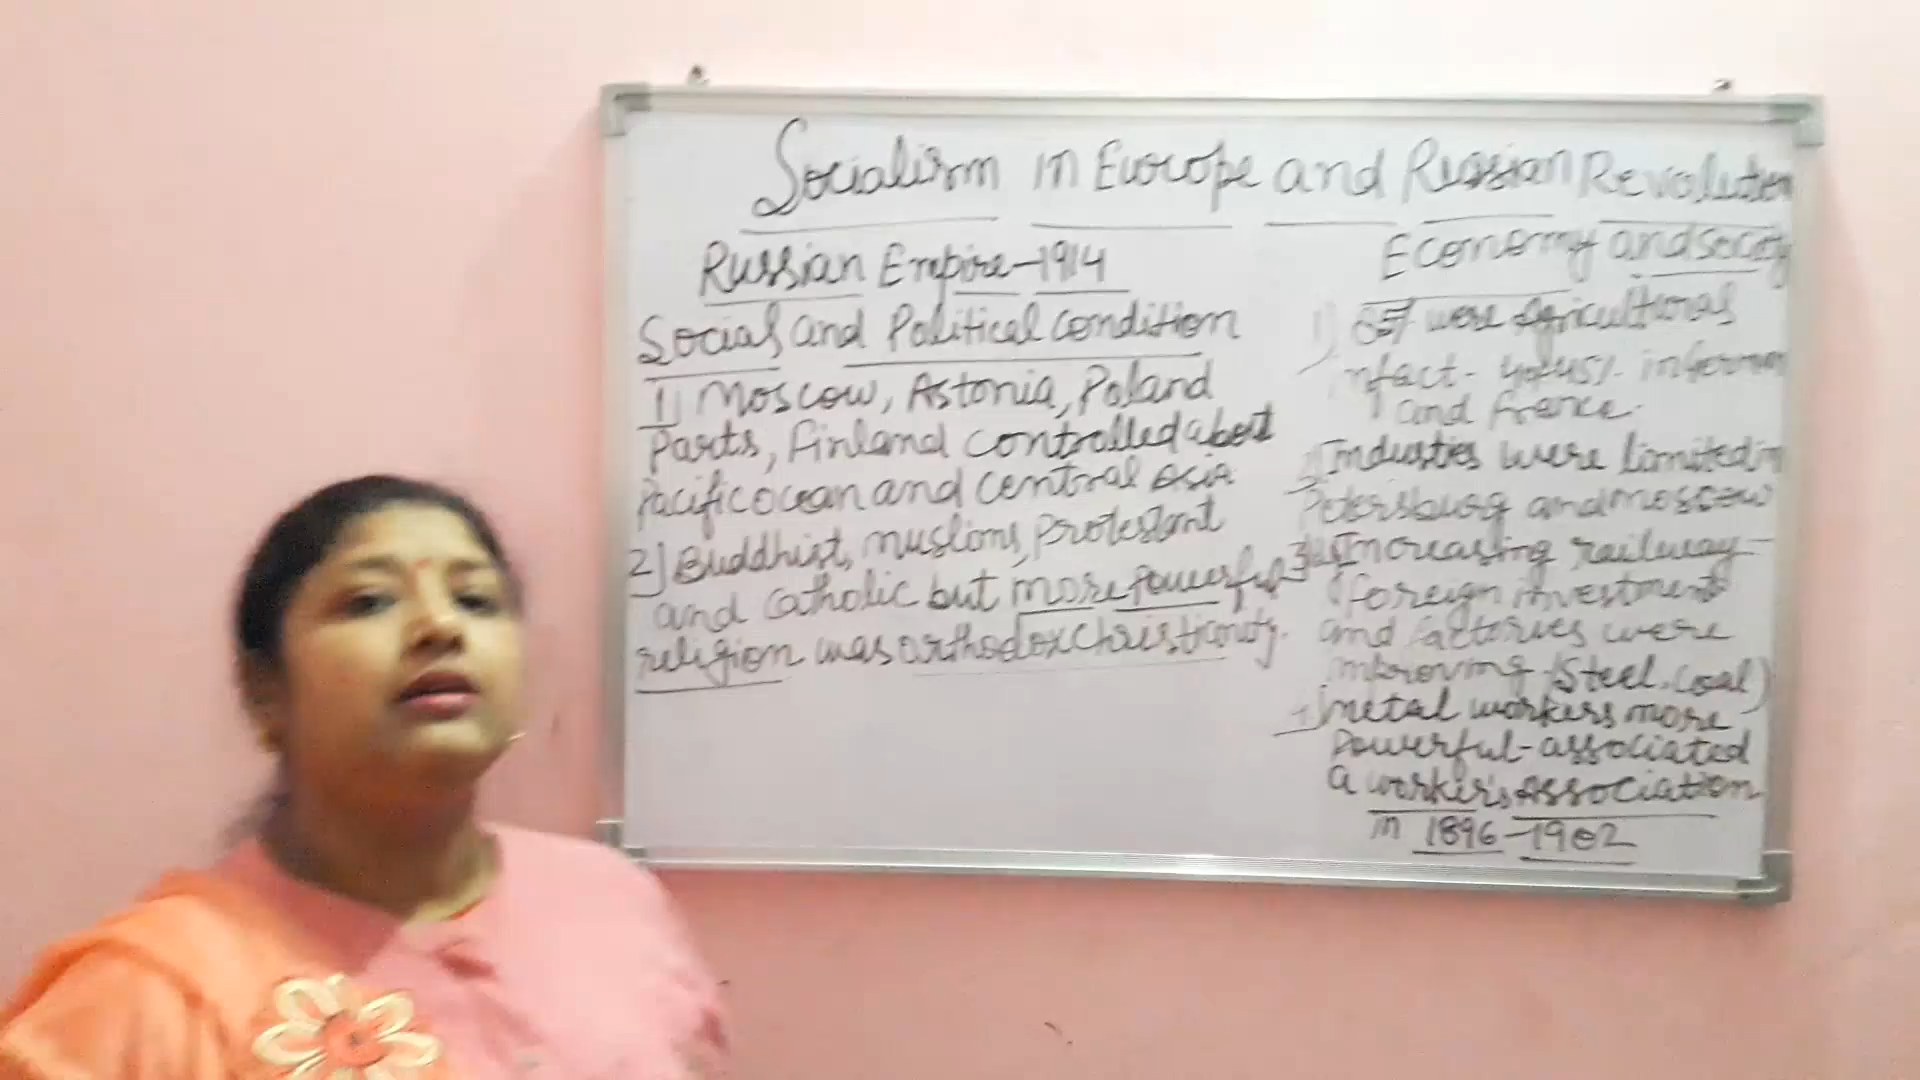 Socialism in Europe and Russian Revolution
Russian Empire-1914
Social and Political condition
1) Moscow, Astonia, Poland
Parts, Finland controlled
Pacific ocean and central Asia.
2) Buddhist, muslims, protestant
and catholic but more powerful
religion was orthodox christianity.
Economy and society
1) were Agricultural
and france.
Industies were limited in
Petersburg and moscow
3) Increasing railway-
foreign investment
and factories were
improving (Steel, coal)
metal workers more
Powerful-associated
a worker's Association
in 1896-1902